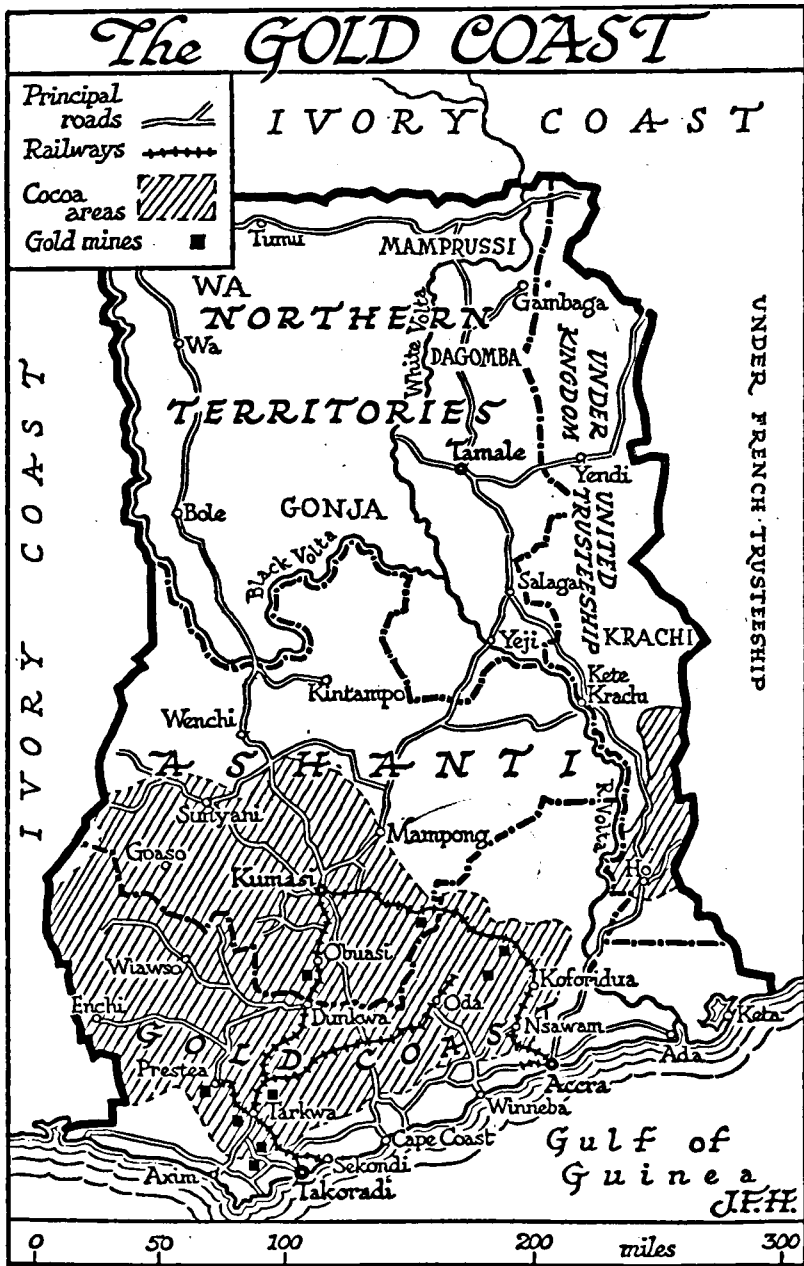 The GOLD COAST
Principal roads
Railways
Cocoa areas
Gold mines
IVORY COAST
Tumu
MAMPRUSSI
WA
NORTHERN
White Volta
Gambaga
Wa
DAGOMBA
UNDER UNITED
KINGDOM TRUSTEESHIP
UNDER FRENCH TRUSTEESHIP
TERRITORIES
IVORY COAST
Tamale
Yendi
Bole
GONJA
Black Volta
Salaga
Yeji
KRACHI
Kintampo
Kete
Krachi
Wenchi
ASHANTI
Sunyani
R. Volta
Mampong
Goaso
Ho
Kumasi
Obuasi
Wiawso
Koforidua
Enchi
Dunkwa
Oda
Keta
Nsawam
GOLD COAST
Ada
Prestea
Accra
Tarkwa
Winneba
Cape Coast
Gulf of
Guinea
Sekondi
Axim
Takoradi
J.F.H.
0 50 100 200 miles 300